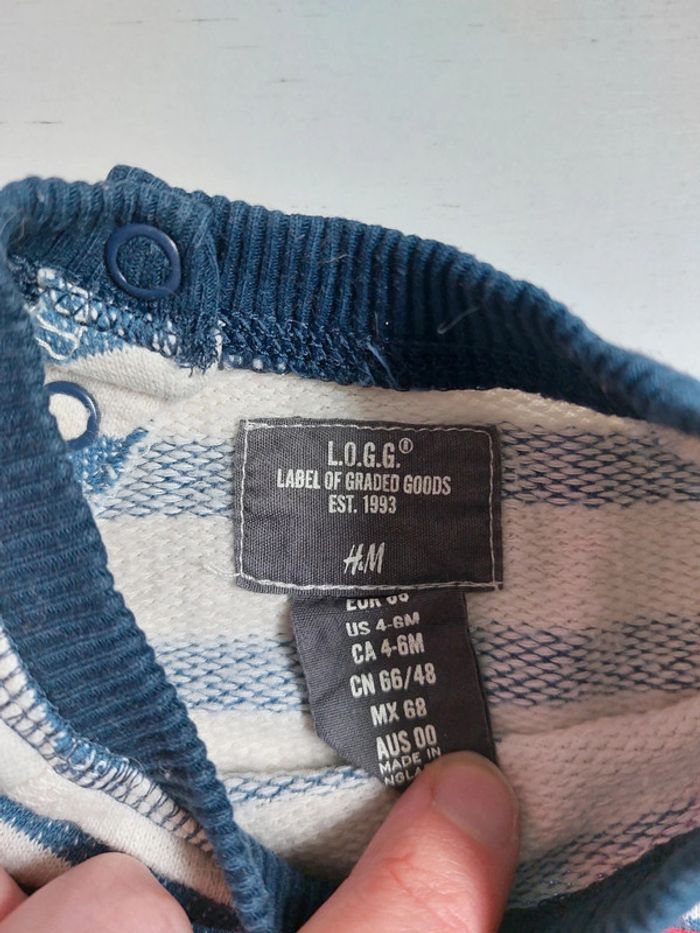 L.O.G.G.®
LABEL OF GRADED GOODS
EST. 1993
H&M
EUR
US 4-6M
CA 4-6M
CN 66/48
MX 68
AUS 00
MADE IN